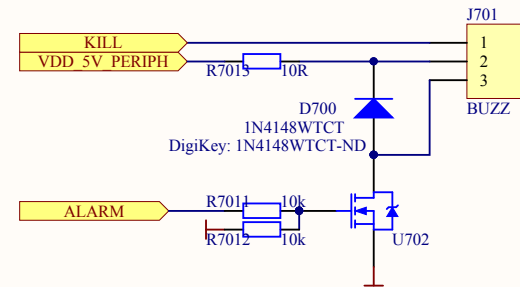 J701
KILL
1
VDD_5V_PERIPH
R7013
10R
2
3
BUZZ
D700
1N4148WTCT
DigiKey: 1N4148WTCT-ND
R7011
10k
ALARM
R7012
10k
U702